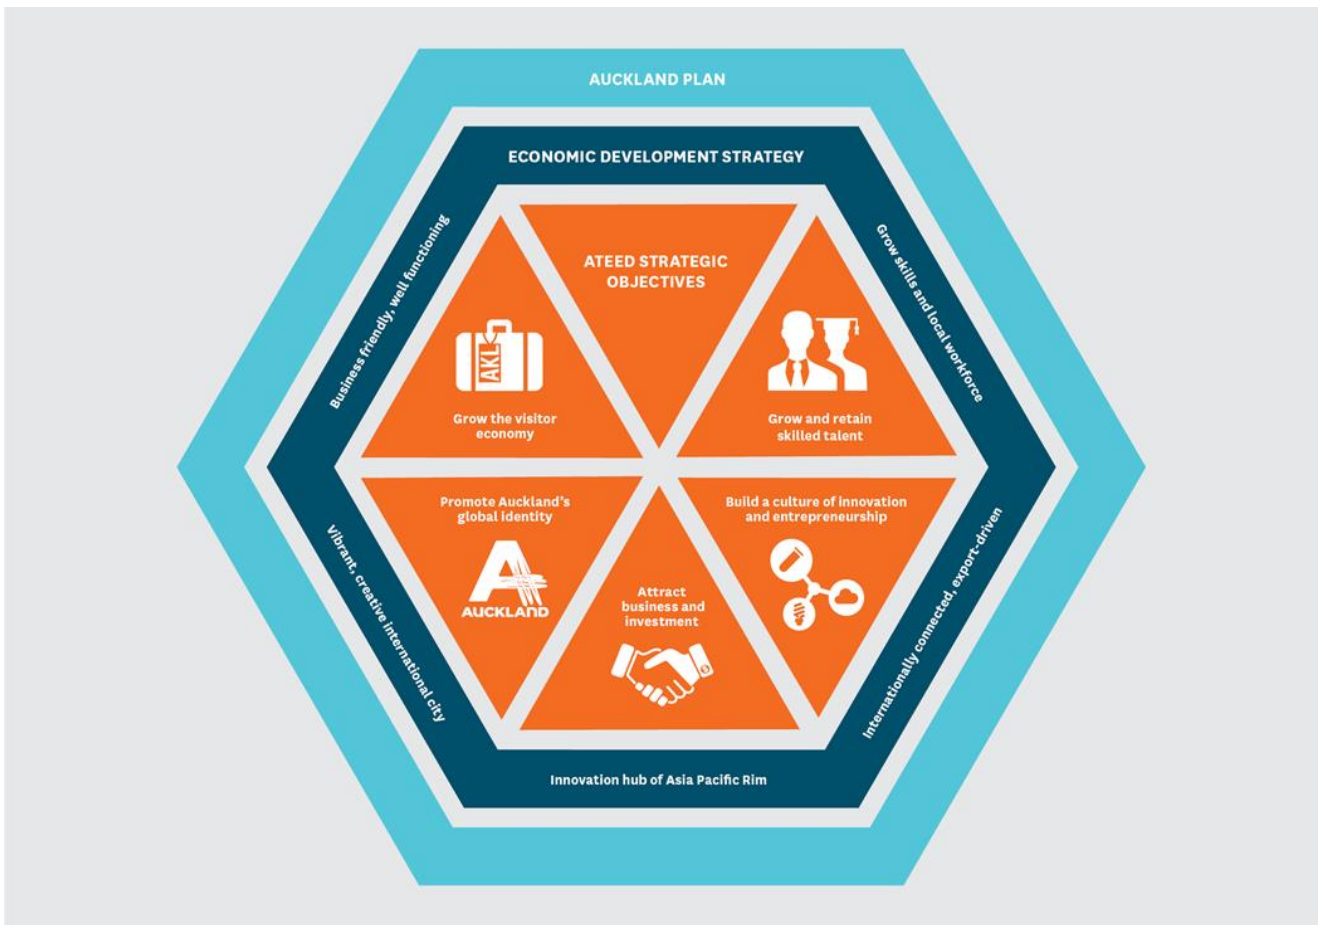 AUCKLAND PLAN
ECONOMIC DEVELOPMENT STRATEGY
Business friendly, well functioning
Grow skills and local workforce
ATEED STRATEGIC
OBJECTIVES
AKL
Grow the visitor
economy
Grow and retain
skilled talent
Promote Auckland's
global identity
AUCKLAND
Attract
business and
investment
Build a culture of innovation
and entrepreneurship
Vibrant, creative international city
Internationally connected, export-driven
Innovation hub of Asia Pacific Rim